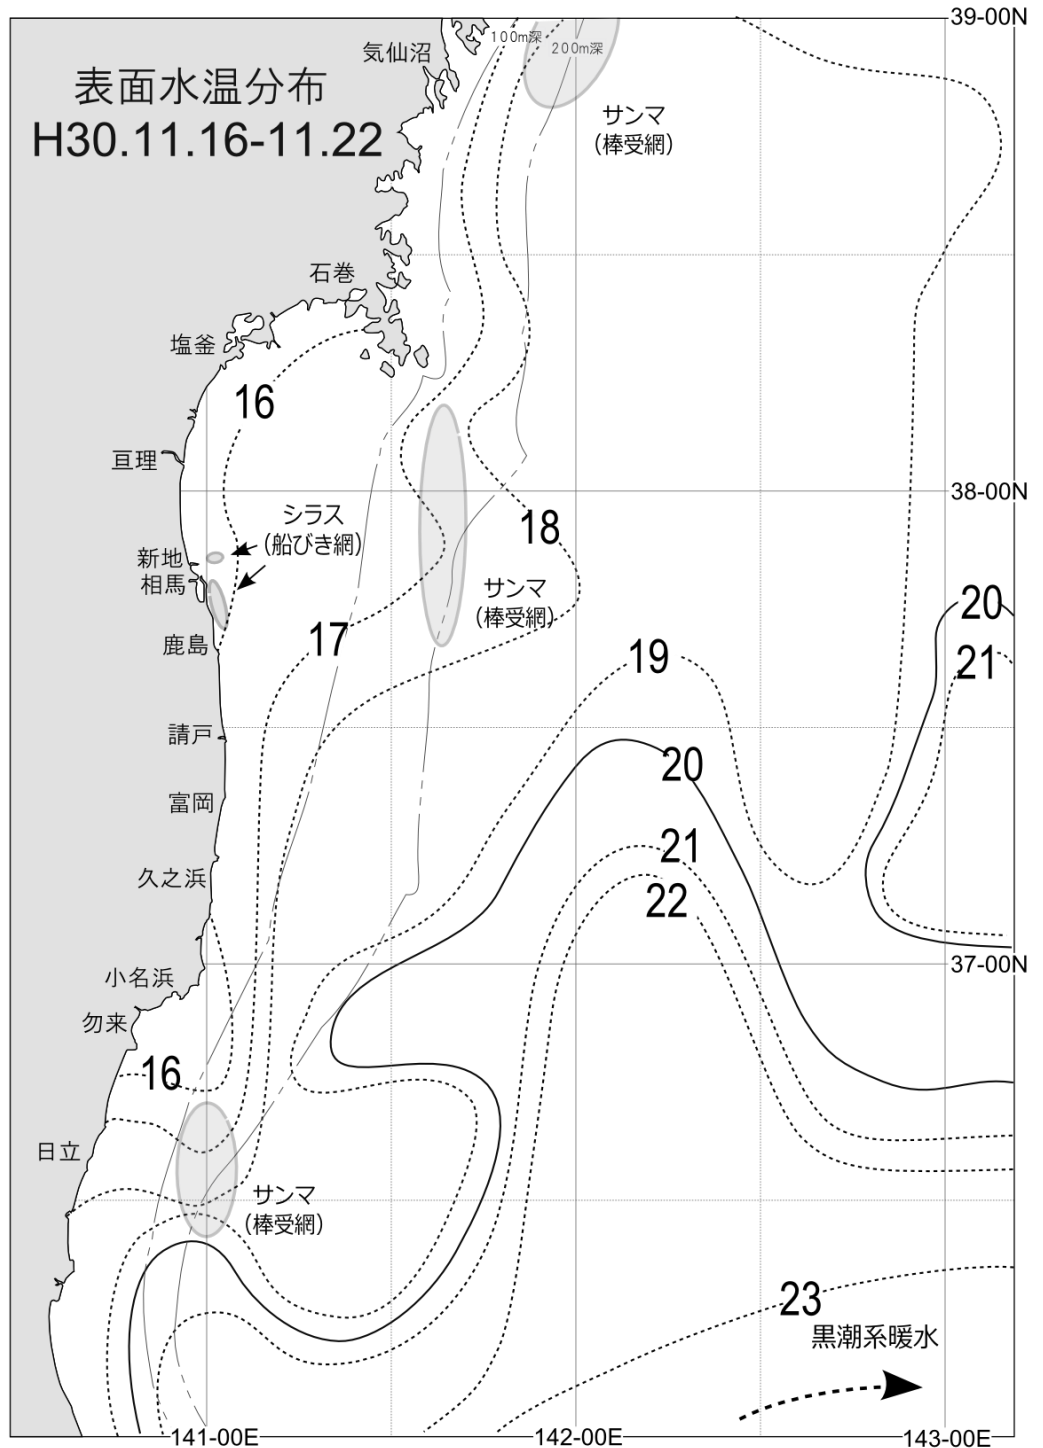 39-00N
100m深
200m深
気仙沼
表面水温分布
H30.11.16-11.22
サンマ
(棒受網)
石巻
塩釜
16
亘理
38-00N
シラス
(船びき網)
18
新地
相馬
サンマ
(棒受網)
20
鹿島
17
19
21
請戸
20
富岡
21
久之浜
22
37-00N
小名浜
勿来
16
日立
サンマ
(棒受網)
23
黒潮系暖水
141-00E
142-00E
143-00E